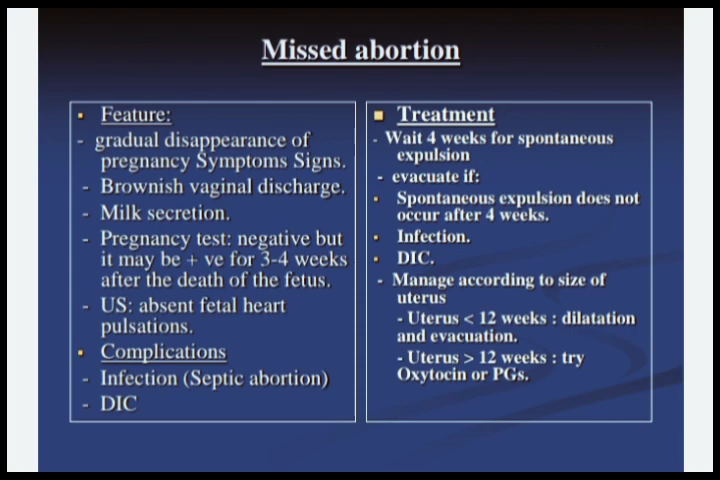 Missed abortion
▪ Feature:
- gradual disappearance of
pregnancy Symptoms Signs.
- Brownish vaginal discharge.
- Milk secretion.
- Pregnancy test: negative but
it may be + ve for 3-4 weeks
after the death of the fetus.
- US: absent fetal heart
pulsations.
▪ Complications
- Infection (Septic abortion)
- DIC
■ Treatment
- Wait 4 weeks for spontaneous
expulsion
- evacuate if:
▪ Spontaneous expulsion does not
occur after 4 weeks.
▪ Infection.
▪ DIC.
- Manage according to size of
uterus
- Uterus < 12 weeks : dilatation
and evacuation.
- Uterus > 12 weeks : try
Oxytocin or PGs.